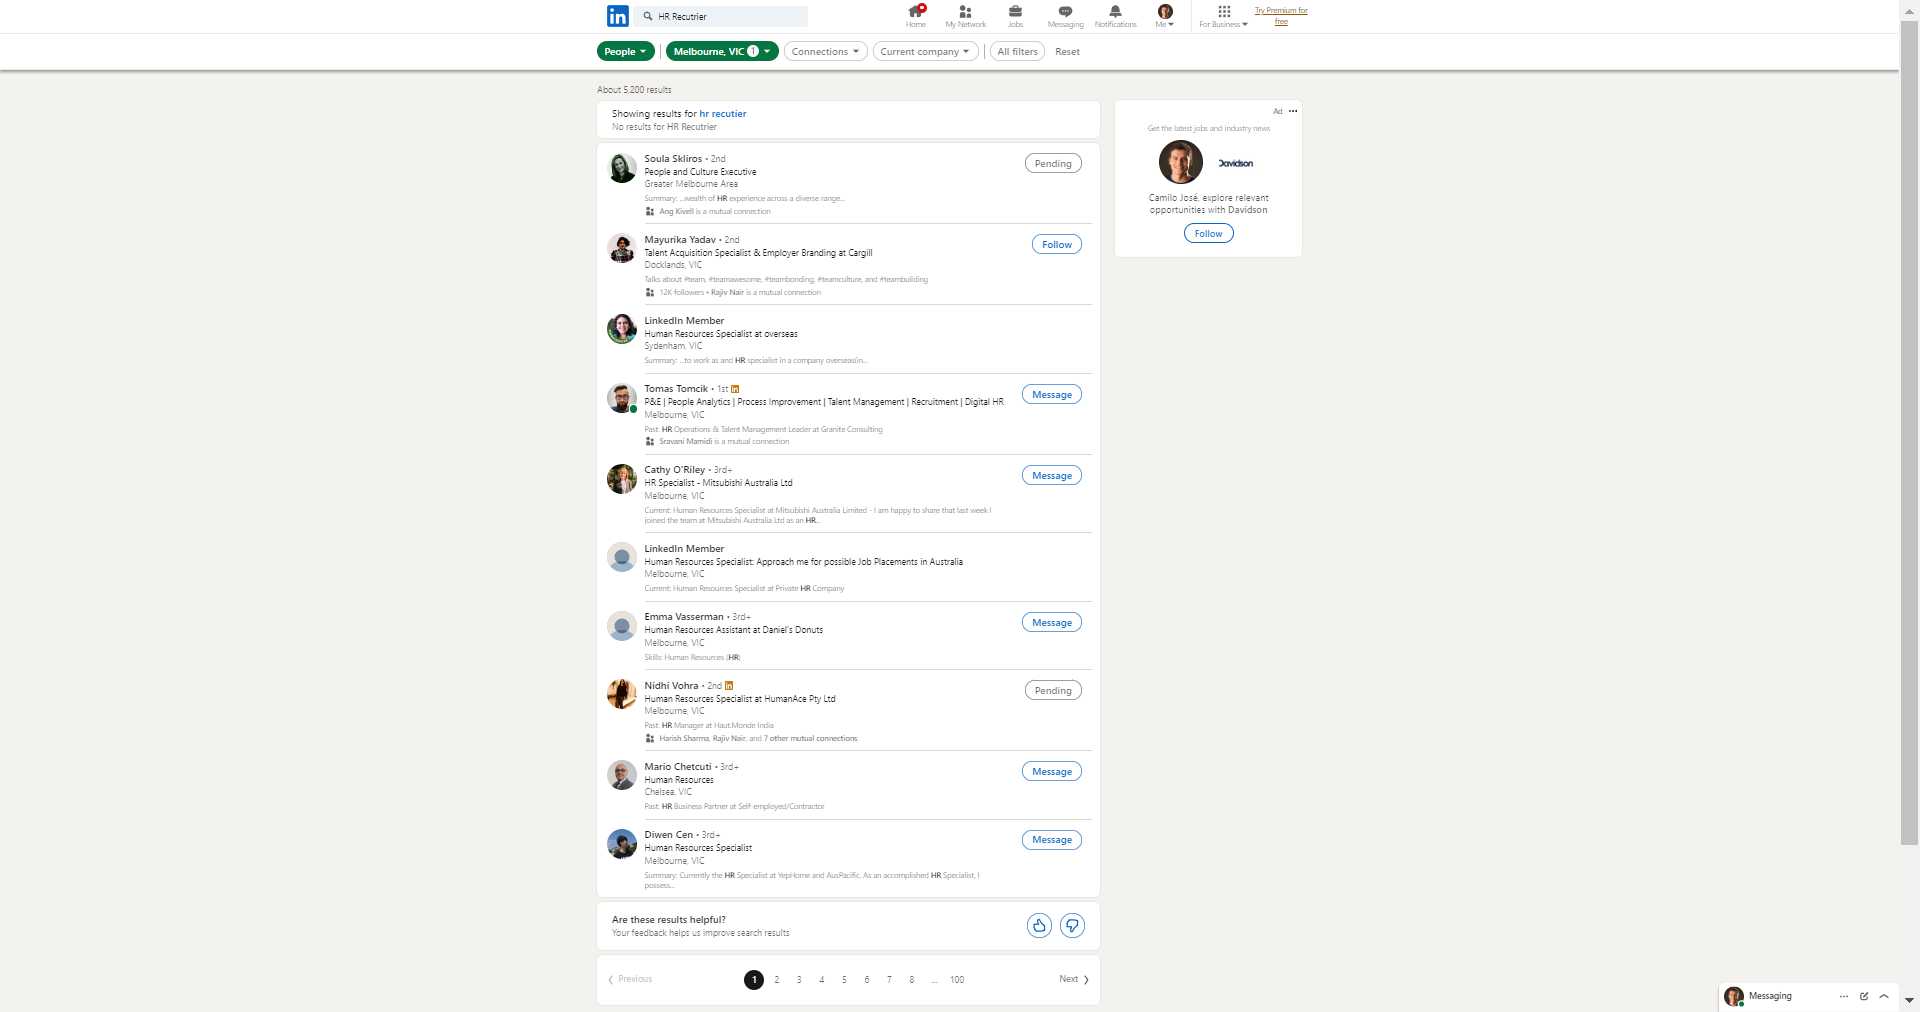 in
HR Recutrier
Home
My Network
Jobs
Messaging
Notifications
Me
For Business
Try Premium for
free
People
Melbourne, VIC 1
Connections
Current company
All filters
Reset
About 5,200 results
Showing results for hr recutier
No results for HR Recutrier
Soula Skliros • 2nd
People and Culture Executive
Greater Melbourne Area
Summary: ...wealth of HR experience across a diverse range...
Ang Kivell is a mutual connection
Pending
Mayurika Yadav • 2nd
Talent Acquisition Specialist & Employer Branding at Cargill
Docklands, VIC
Talks about #team, #teamawesome, #teambonding, #teamculture, and #teambuilding
12K followers • Rajiv Nair is a mutual connection
Follow
LinkedIn Member
Human Resources Specialist at overseas
Sydenham, VIC
Summary: ...to work as and HR specialist in a company overseas\in...
Tomas Tomcik • 1st in
P&E | People Analytics | Process Improvement | Talent Management | Recruitment | Digital HR
Melbourne, VIC
Past: HR Operations & Talent Management Leader at Granite Consulting
Sravani Mamidi is a mutual connection
Message
Cathy O'Riley • 3rd+
HR Specialist - Mitsubishi Australia Ltd
Melbourne, VIC
Current: Human Resources Specialist at Mitsubishi Australia Limited - I am happy to share that last week I
joined the team at Mitsubishi Australia Ltd as an HR...
Message
LinkedIn Member
Human Resources Specialist: Approach me for possible Job Placements in Australia
Melbourne, VIC
Current: Human Resources Specialist at Private HR Company
Emma Vasserman • 3rd+
Human Resources Assistant at Daniel's Donuts
Melbourne, VIC
Skills: Human Resources (HR)
Message
Nidhi Vohra • 2nd in
Human Resources Specialist at HumanAce Pty Ltd
Melbourne, VIC
Past: HR Manager at Haut.Monde India
Harish Sharma, Rajiv Nair, and 7 other mutual connections
Pending
Mario Chetcuti • 3rd+
Human Resources
Chelsea, VIC
Past: HR Business Partner at Self-employed/Contractor
Message
Diwen Cen • 3rd+
Human Resources Specialist
Melbourne, VIC
Summary: Currently the HR Specialist at YepHome and AusPacific. As an accomplished HR Specialist, I
possess...
Message
Are these results helpful?
Your feedback helps us improve search results
Previous
1 2 3 4 5 6 7 8 ... 100
Next
Ad ...
Get the latest jobs and industry news
Davidson
Camilo José, explore relevant
opportunities with Davidson
Follow
Messaging